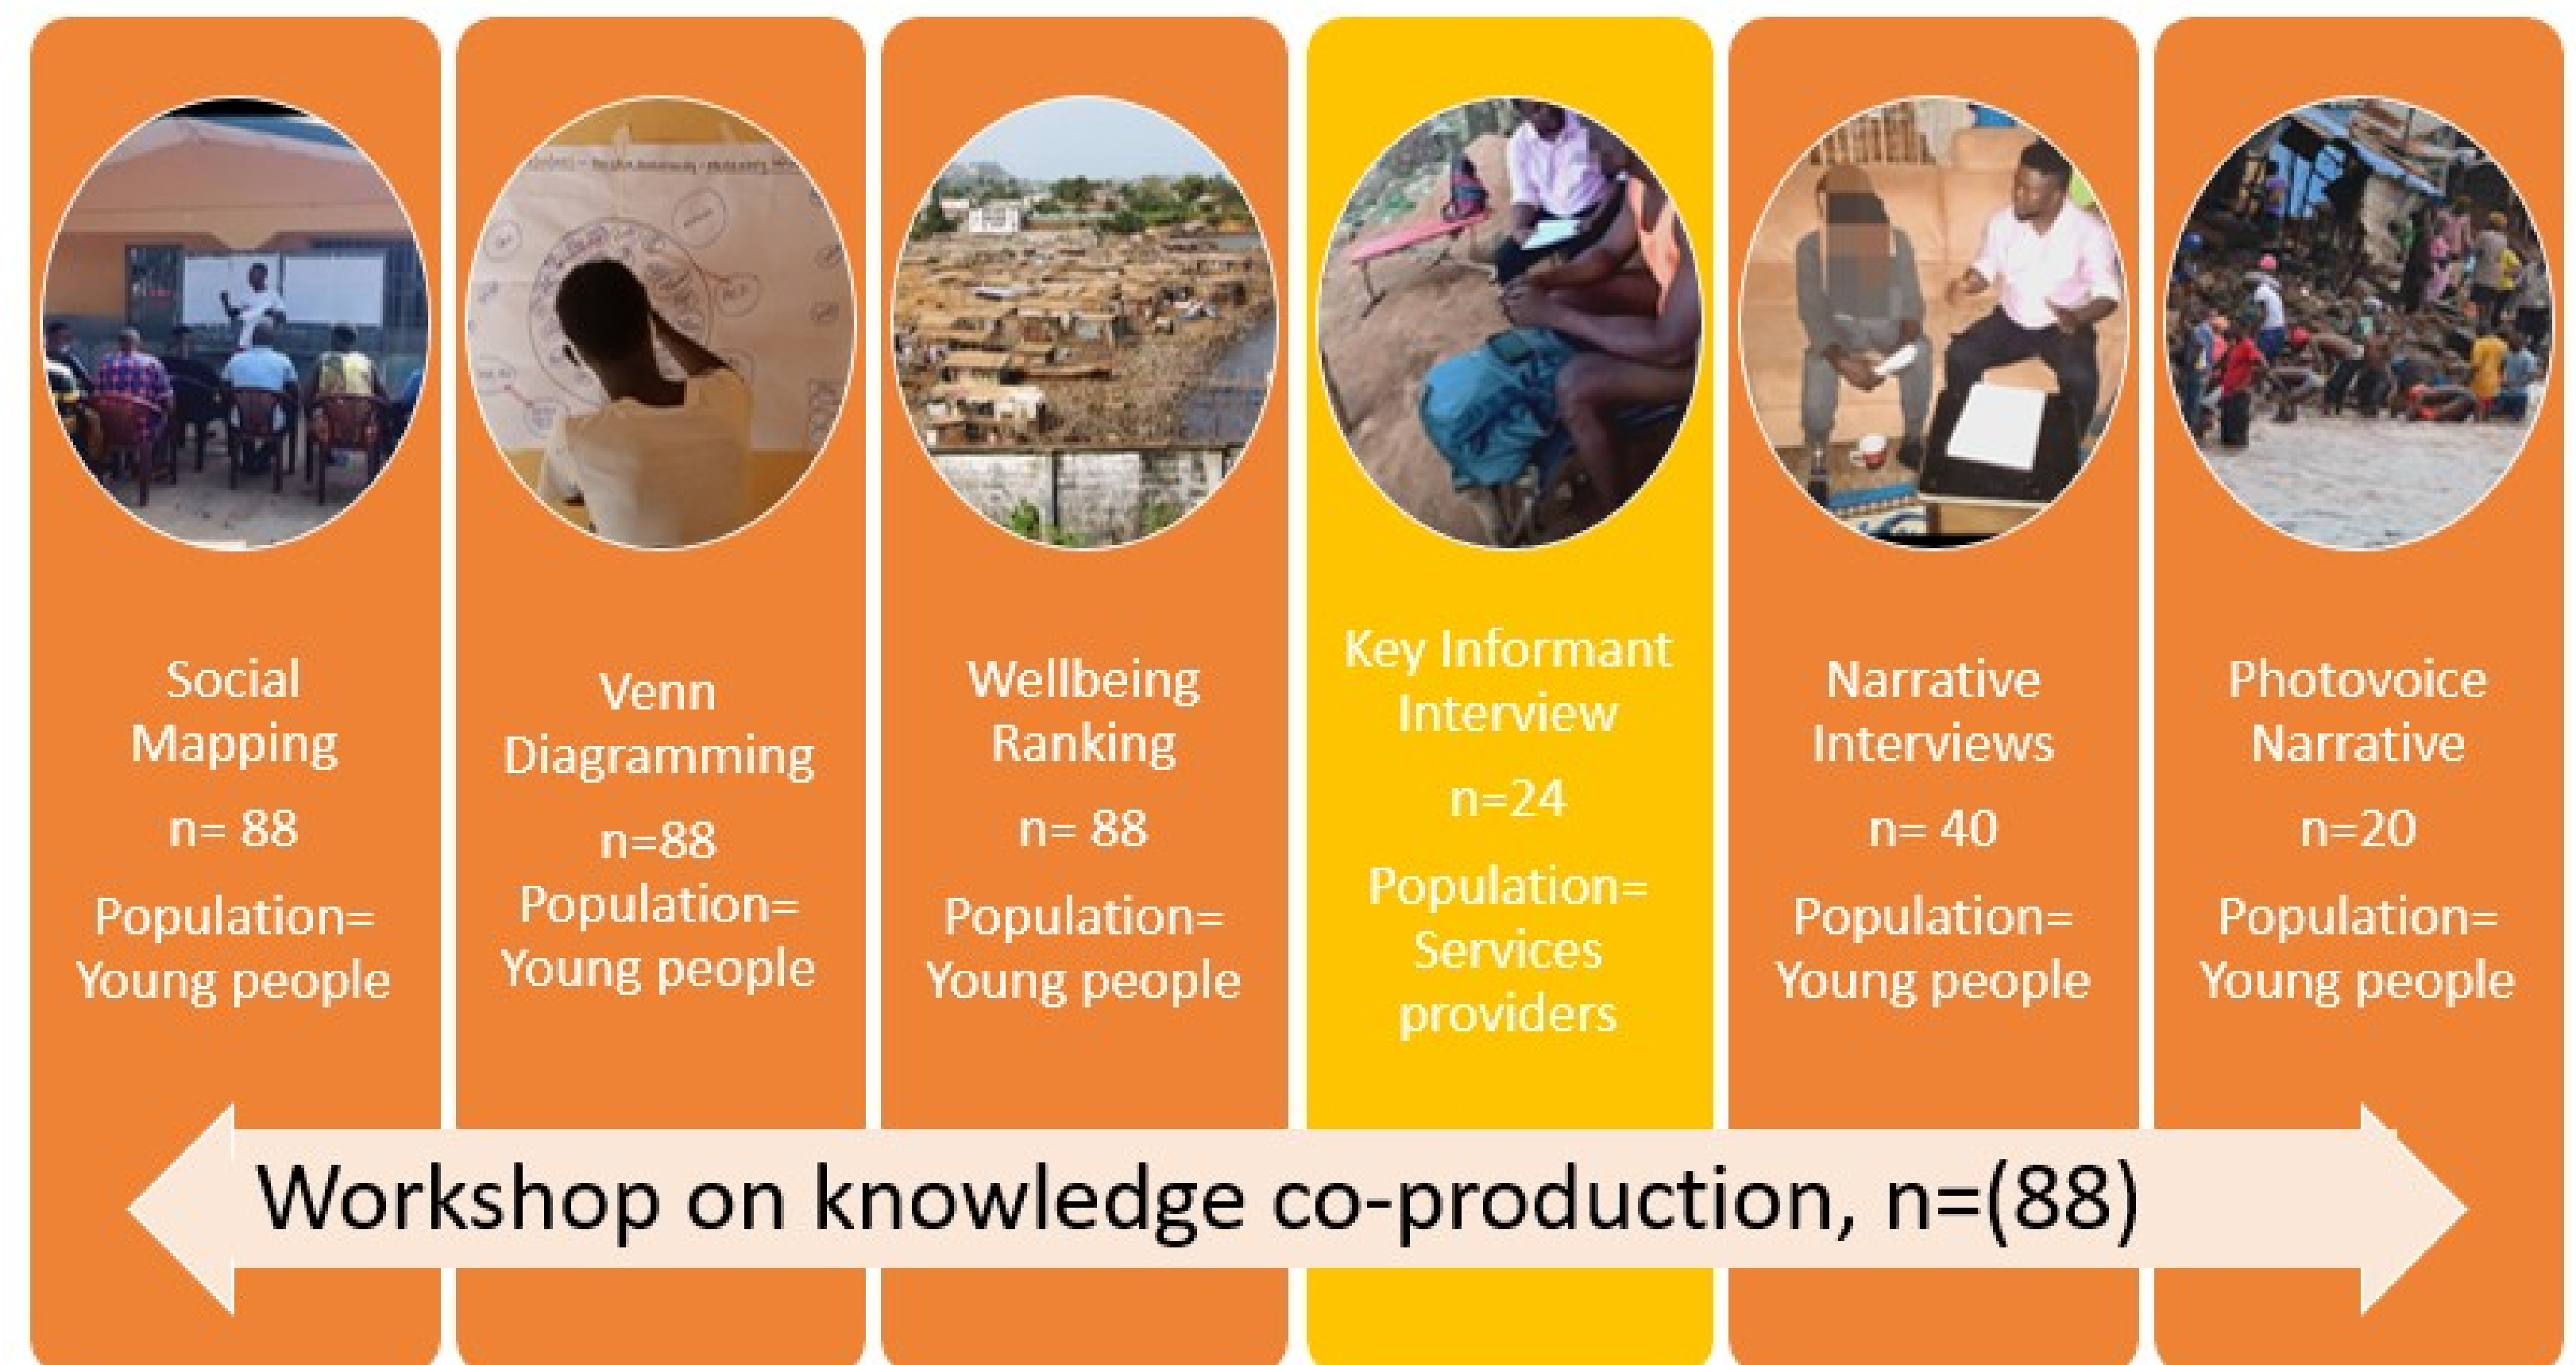 Social
Mapping
n= 88
Population=
Young people
Venn
Diagramming
n=88
Population=
Young people
Wellbeing
Ranking
n= 88
Population=
Young people
Key Informant
Interview
n=24
Population=
Services
providers
Narrative
Interviews
n= 40
Population=
Young people
Photovoice
Narrative
n=20
Population=
Young people
Workshop on knowledge co-production, n=(88)